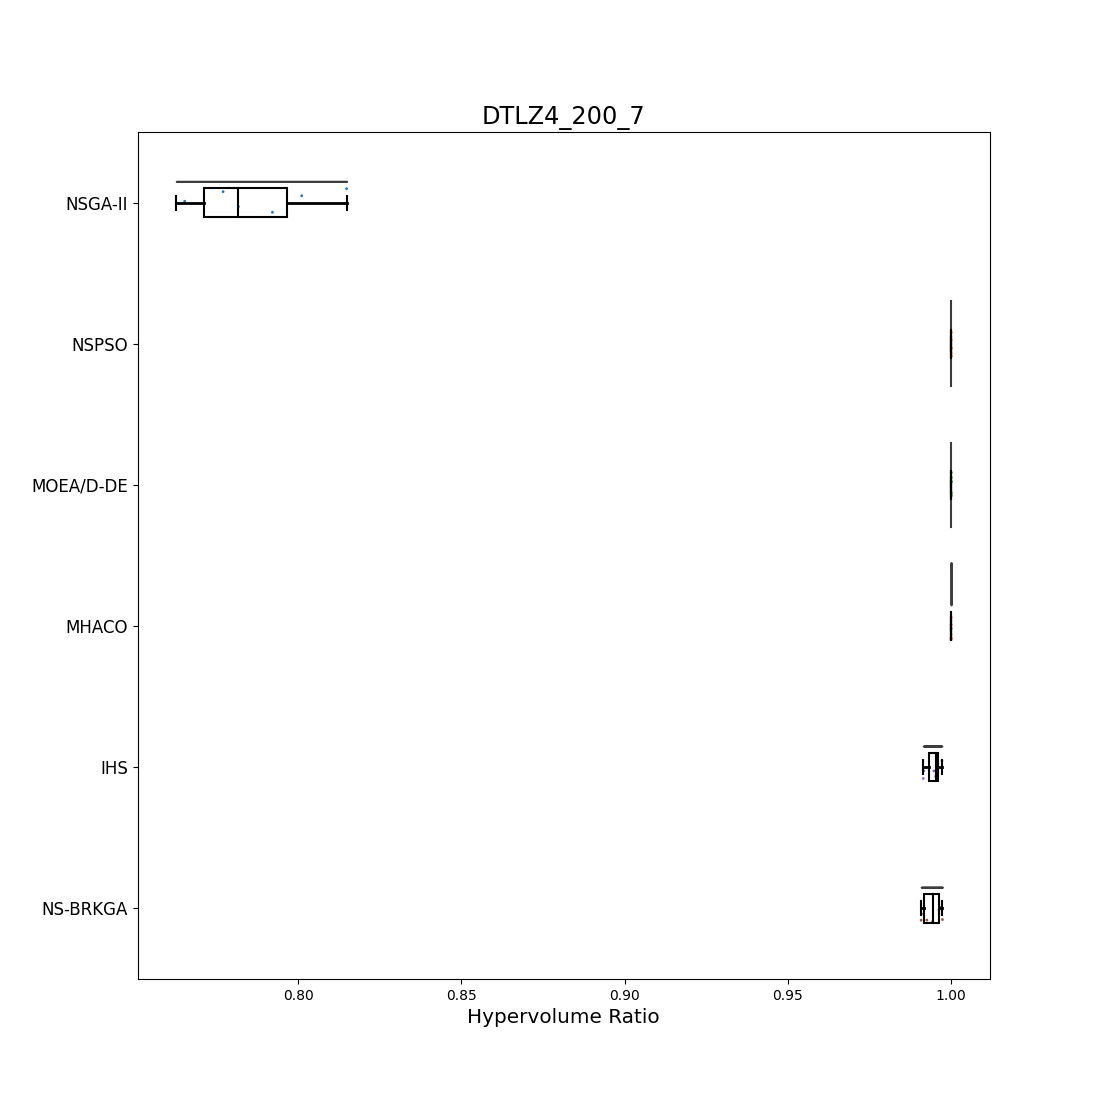 DTLZ4_200_7
NSGA-II
NSPSO
MOEA/D-DE
MHACO
IHS
NS-BRKGA
0.80 0.85 0.90 0.95 1.00
Hypervolume Ratio